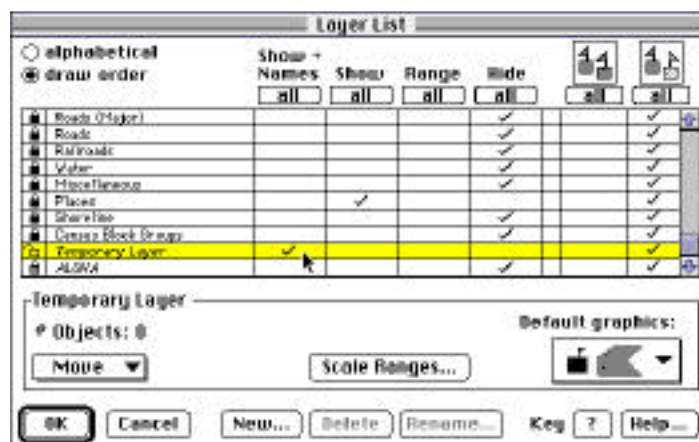 Layer List
alphabetical
draw order
Show +
Names Show Range Hide
all all all all all all
Roads (Major)
Roads
Railroads
Water
Miscellaneous
Places
Shoreline
Census Block Groups
Temporary Layer
Temporary Layer
# Objects: 0
Default graphics:
Move
Scale Ranges...
OK Cancel New... Delete Rename... Key ? Help...